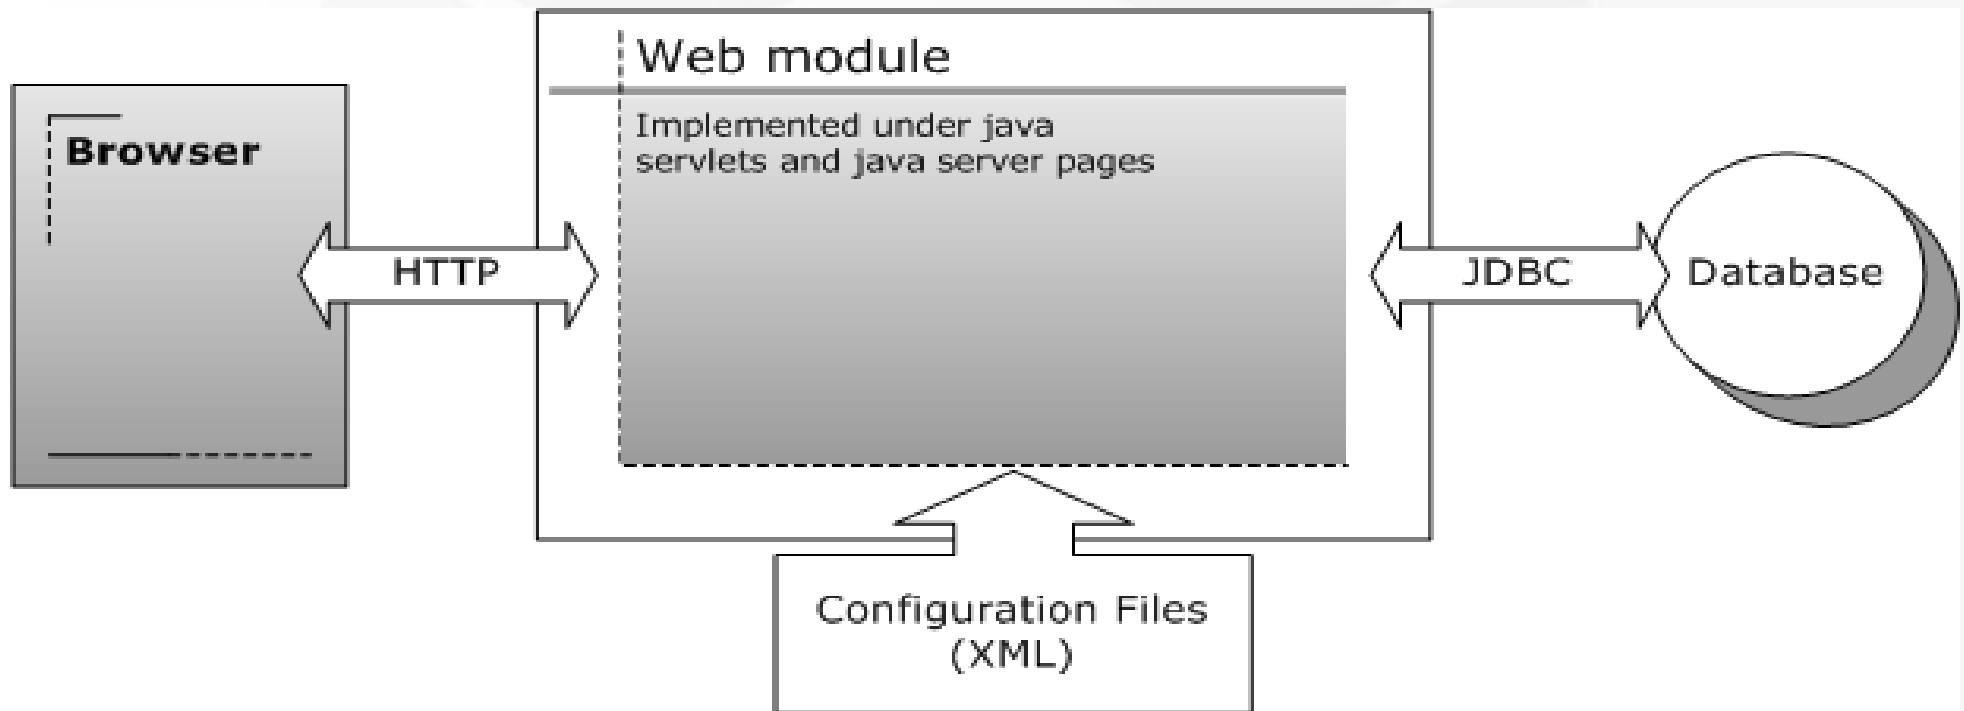 Web module
Implemented under java
servlets and java server pages
Browser
HTTP
JDBC
Database
Configuration Files
(XML)